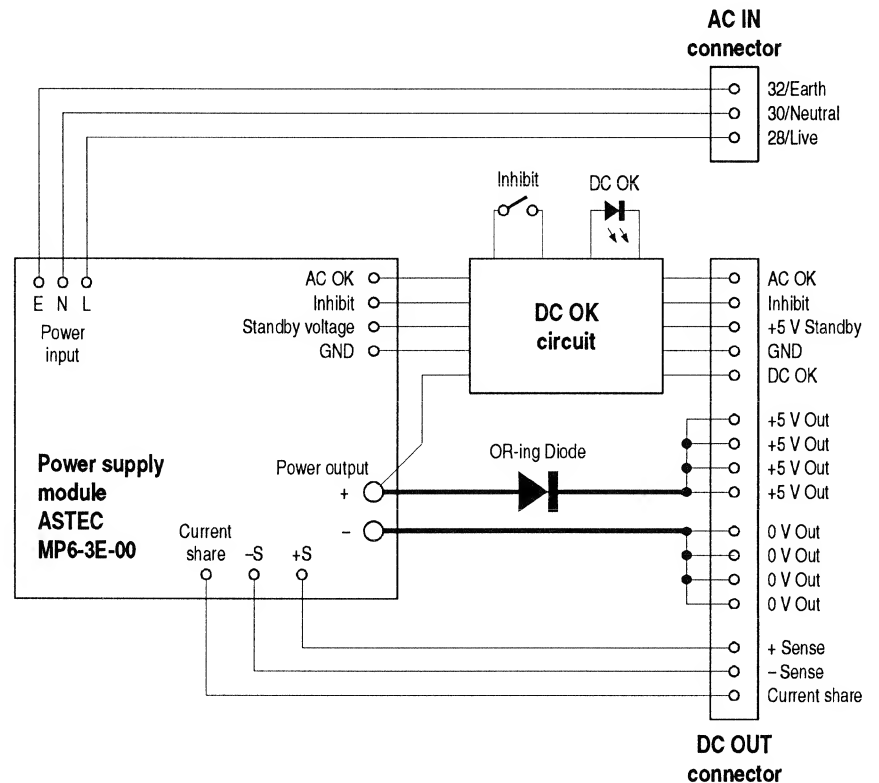 AC IN
connector
32/Earth
30/Neutral
28/Live
Inhibit
DC OK
E N L
Power
input
AC OK
Inhibit
Standby voltage
GND
DC OK
circuit
AC OK
Inhibit
+5 V Standby
GND
DC OK
Power supply
module
ASTEC
MP6-3E-00
Power output
+
–
OR-ing Diode
+5 V Out
+5 V Out
+5 V Out
+5 V Out
0 V Out
0 V Out
0 V Out
0 V Out
Current
share
–S
+S
+ Sense
– Sense
Current share
DC OUT
connector